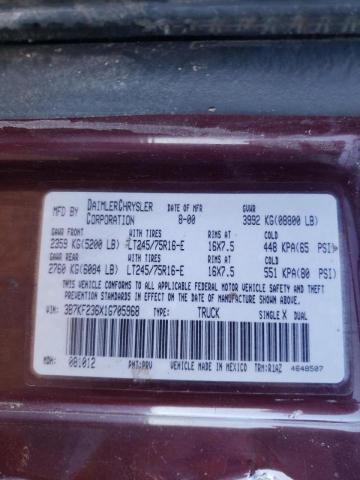 DAIMLERCHRYSLER CORPORATION DATE OF MFR 8-00 GVWR 3992 KG(08800 LB)
GAWR FRONT WITH TIRES RIMS AT COLD
2359 KG(5200 LB) LT245/75R16-E 16X7.5 448 KPA(65 PSI)
GAWR REAR WITH TIRES RIMS AT COLD
2760 KG(6084 LB) LT245/75R16-E 16X7.5 551 KPA(80 PSI)
THIS VEHICLE CONFORMS TO ALL APPLICABLE FEDERAL MOTOR VEHICLE SAFETY AND THEFT
PREVENTION STANDARDS IN EFFECT ON THE DATE OF MANUFACTURE SHOWN ABOVE.
VIN: 3B7KF236X1G705968 TYPE: TRUCK SINGLE X DUAL
MDH: 081012 PNT:PRV VEHICLE MADE IN MEXICO TRM:R1AZ 4648507